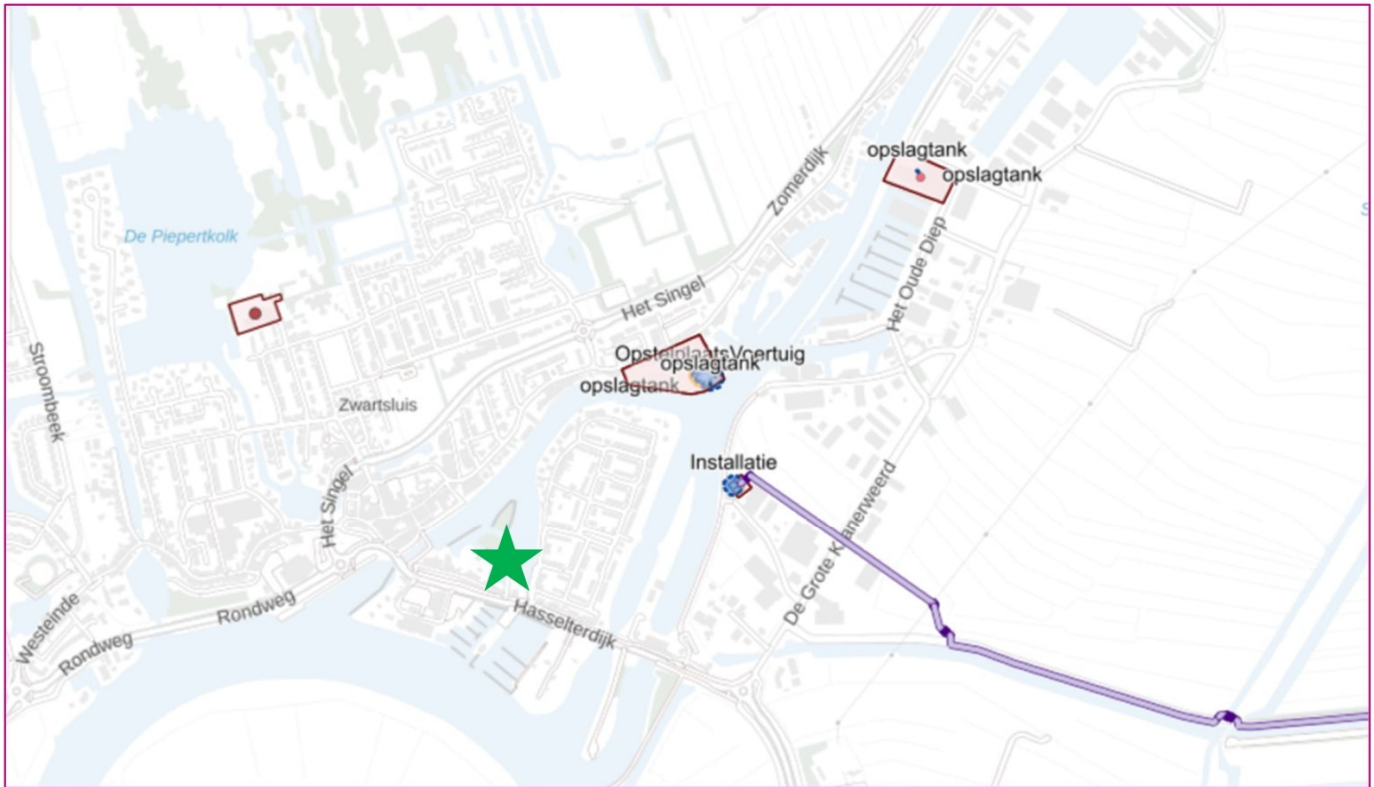 Zomerdijk
opslagtank
opslagtank
De Piepertkolk
Het Oude Diep
Het Singel
OpstelplaatsVoertuig
opslagtank
opslagtank
Stroombeek
Zwartsluis
Installatie
Het Singel
De Grote Kranerweerd
Hasselterdijk
Rondweg
Westeinde
Rondweg
S